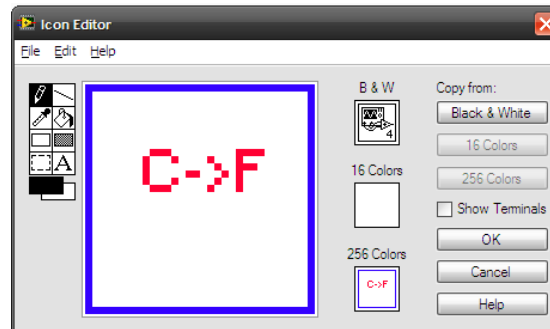 Icon Editor
File Edit Help
A
C->F
B & W
4
16 Colors
256 Colors
C->F
Copy from:
Black & White
16 Colors
256 Colors
Show Terminals
OK
Cancel
Help